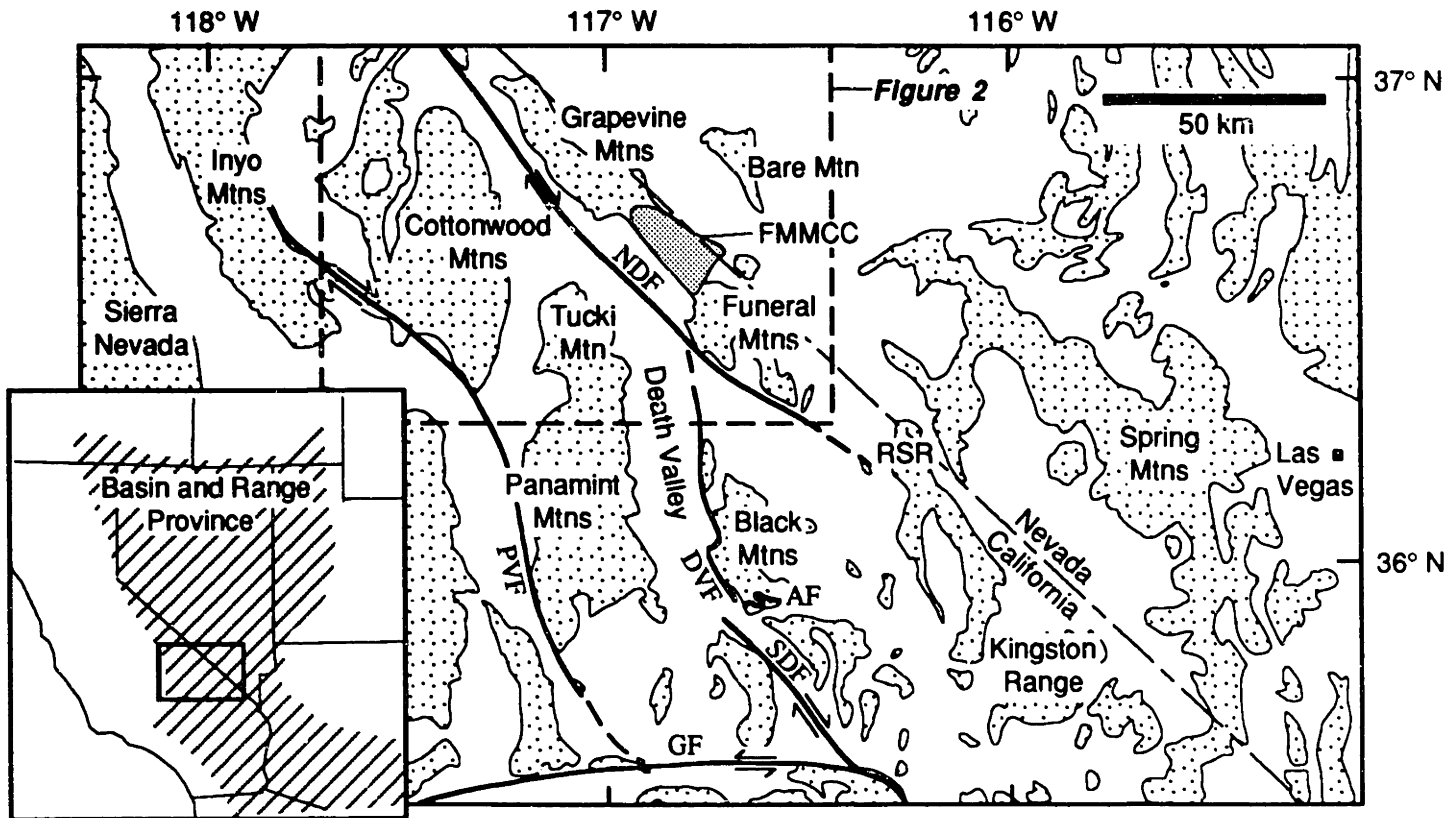 118° W
117° W
116° W
37° N
Figure 2
50 km
Grapevine
Mtns
Bare Mtn
Inyo
Mtns
Cottonwood
Mtns
FMMCC
NDF
Sierra
Nevada
Tucki
Mtn
Funeral
Mtns
Death Valley
RSR
Spring
Mtns
Las
Vegas
Basin and Range
Province
Panamint
Mtns
Black
Mtns
Nevada
California
36° N
PVF
DVF
AF
SDF
Kingston
Range
GF